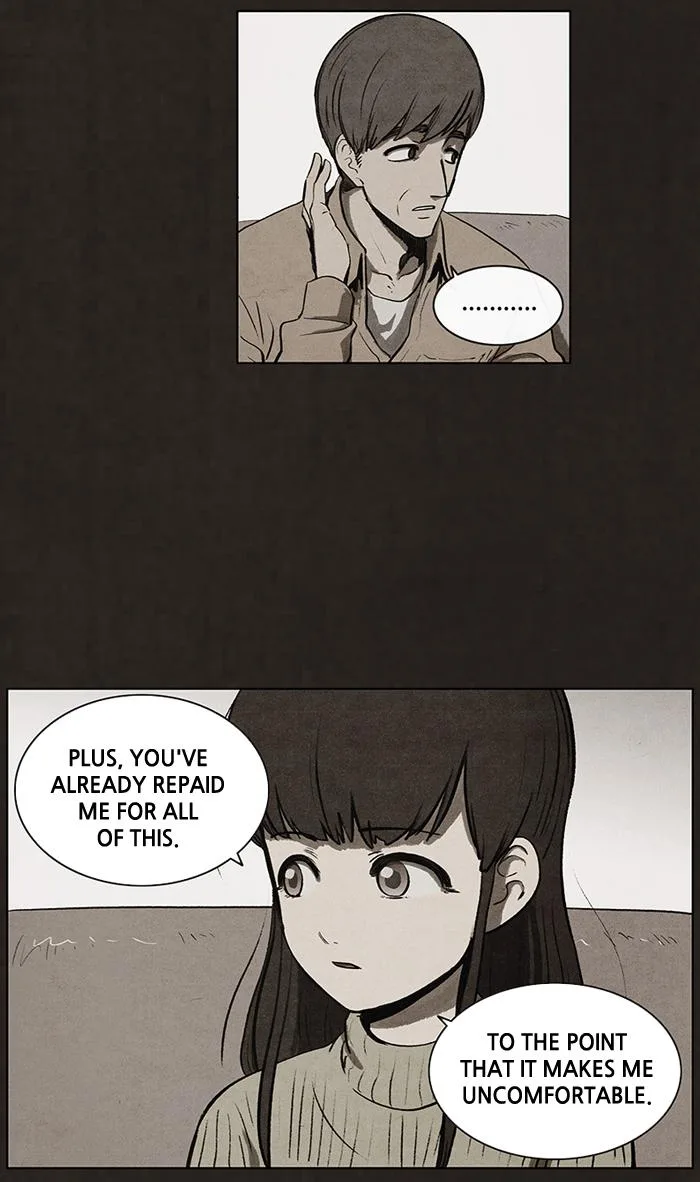 ...........
PLUS, YOU'VE
ALREADY REPAID
ME FOR ALL
OF THIS.
TO THE POINT
THAT IT MAKES ME
UNCOMFORTABLE.